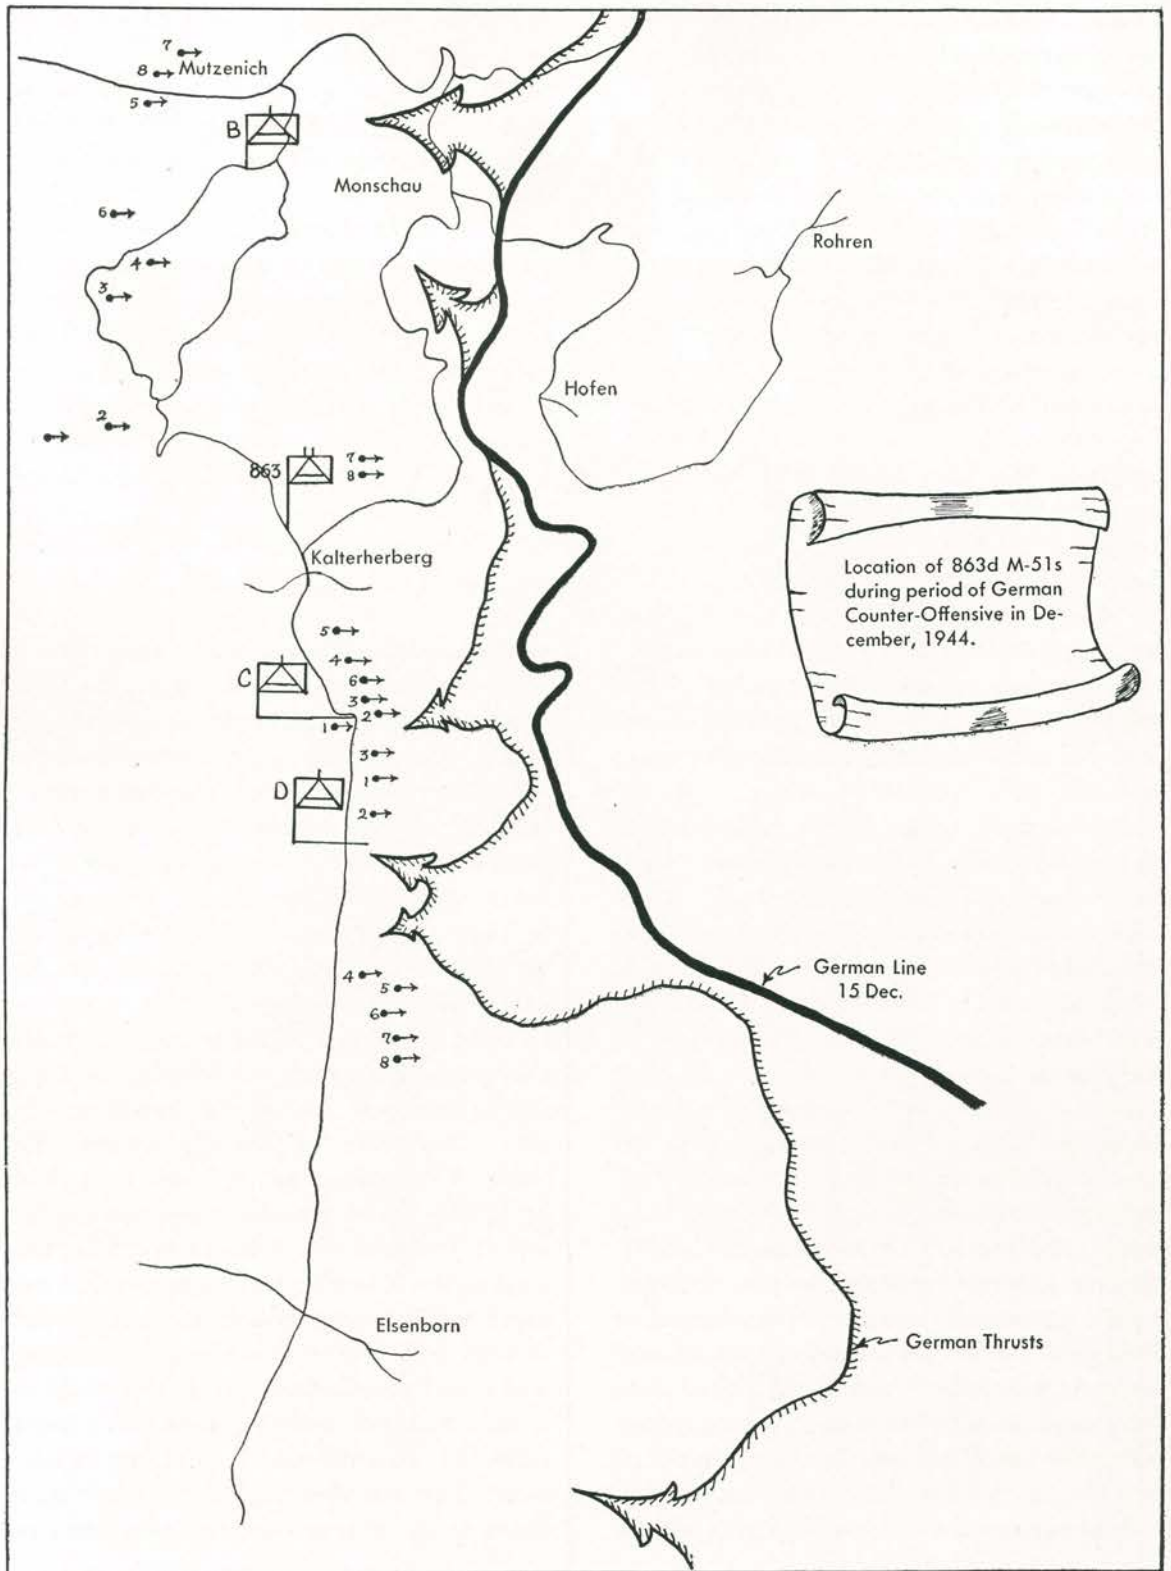 7
8
Mutzenich
5
B
Monschau
6
Rohren
4
3
Hofen
2
863
7
8
Kalterherberg
Location of 863d M-51s
during period of German
Counter-Offensive in De-
cember, 1944.
5
4
C
6
3
2
1
3
1
D
2
German Line
15 Dec.
4
5
6
7
8
Elsenborn
German Thrusts